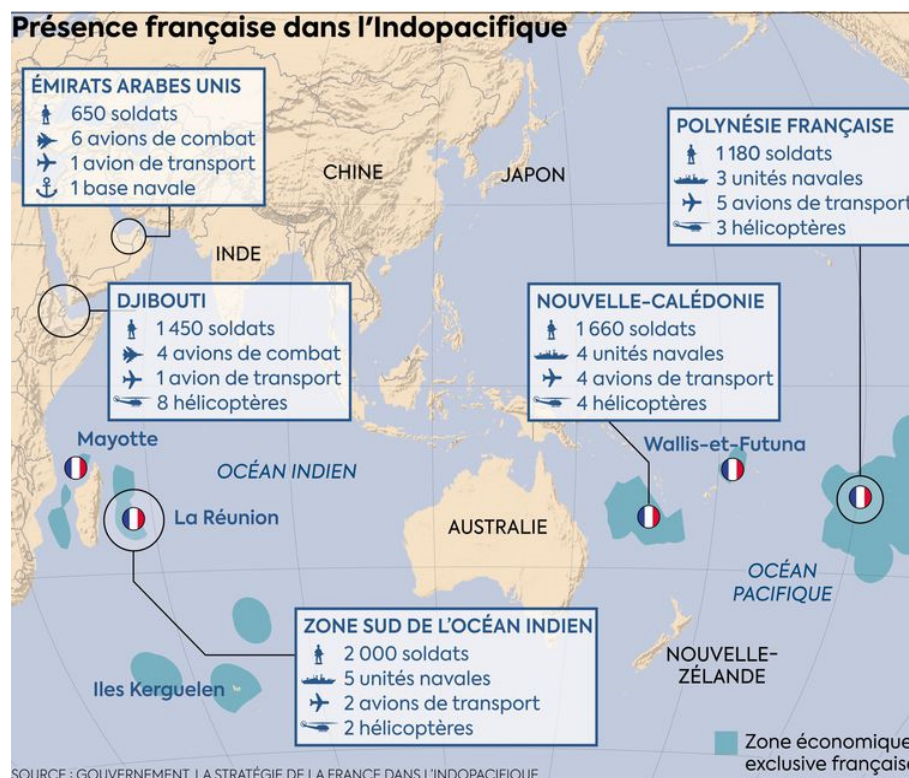 Présence française dans l'Indopacifique
ÉMIRATS ARABES UNIS
650 soldats
6 avions de combat
1 avion de transport
1 base navale
CHINE
JAPON
POLYNÉSIE FRANÇAISE
1 180 soldats
3 unités navales
5 avions de transport
3 hélicoptères
INDE
DJIBOUTI
1 450 soldats
4 avions de combat
1 avion de transport
8 hélicoptères
NOUVELLE-CALÉDONIE
1 660 soldats
4 unités navales
4 avions de transport
4 hélicoptères
Mayotte
OCÉAN INDIEN
Wallis-et-Futuna
La Réunion
AUSTRALIE
OCÉAN
PACIFIQUE
ZONE SUD DE L'OCÉAN INDIEN
2 000 soldats
5 unités navales
2 avions de transport
2 hélicoptères
NOUVELLE-
ZÉLANDE
Iles Kerguelen
Zone économique
exclusive française
SOURCE : GOUVERNEMENT, LA STRATÉGIE DE LA FRANCE DANS L'INDOPACIFIQUE